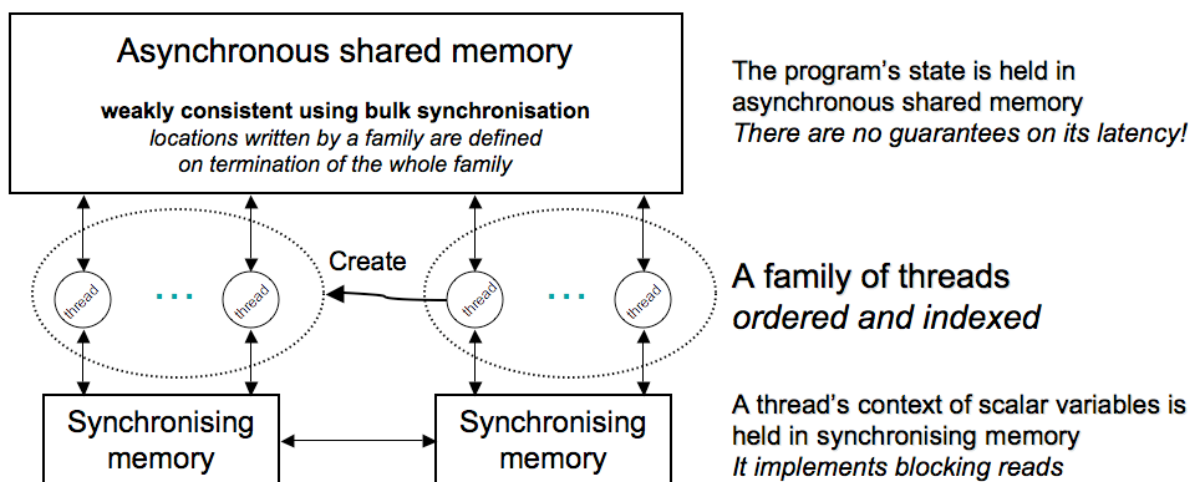 Asynchronous shared memory
weakly consistent using bulk synchronisation
locations written by a family are defined
on termination of the whole family
The program's state is held in
asynchronous shared memory
There are no guarantees on its latency!
Create
thread
...
thread
thread
...
thread
A family of threads
ordered and indexed
Synchronising
memory
Synchronising
memory
A thread's context of scalar variables is
held in synchronising memory
It implements blocking reads